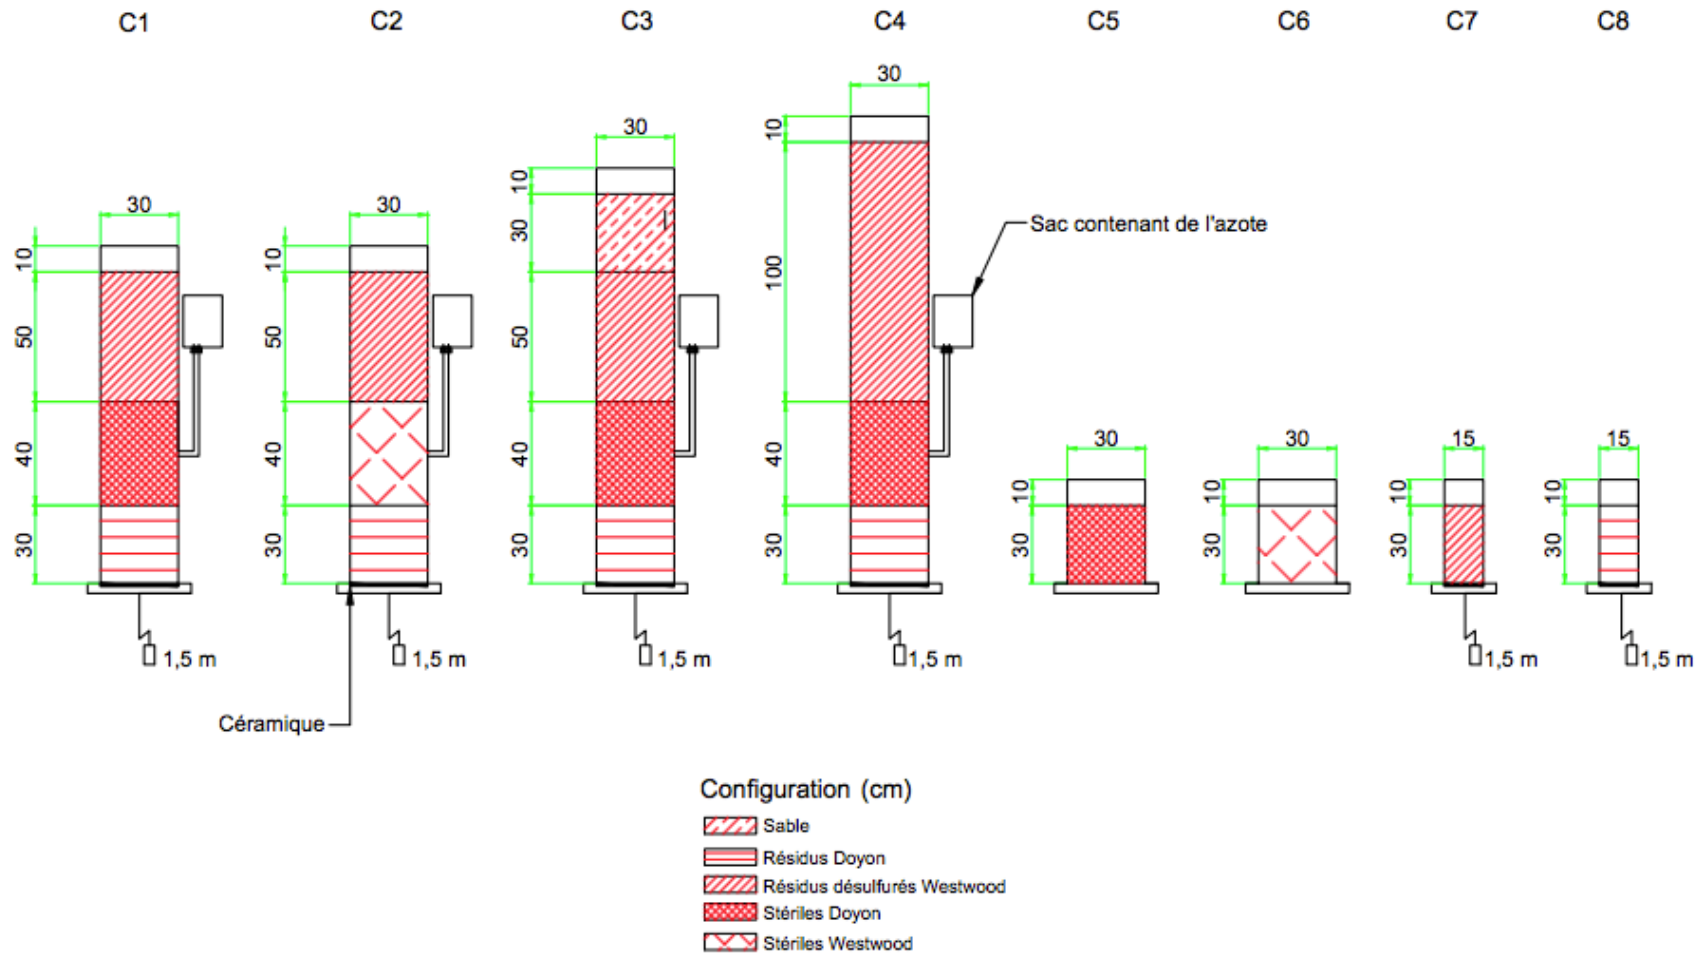 C1 C2 C3 C4 C5 C6 C7 C8
30
10
30
10
30
30
30
10
10
Sac contenant de l'azote
30
100
50
50
50
30
30
15
15
40
40
40
40
10
10
10
10
30
30
30
30
30
30
30
30
1,5 m
1,5 m
1,5 m
1,5 m
1,5 m
1,5 m
Céramique
Configuration (cm)
Sable
Résidus Doyon
Résidus désulfurés Westwood
Stériles Doyon
Stériles Westwood